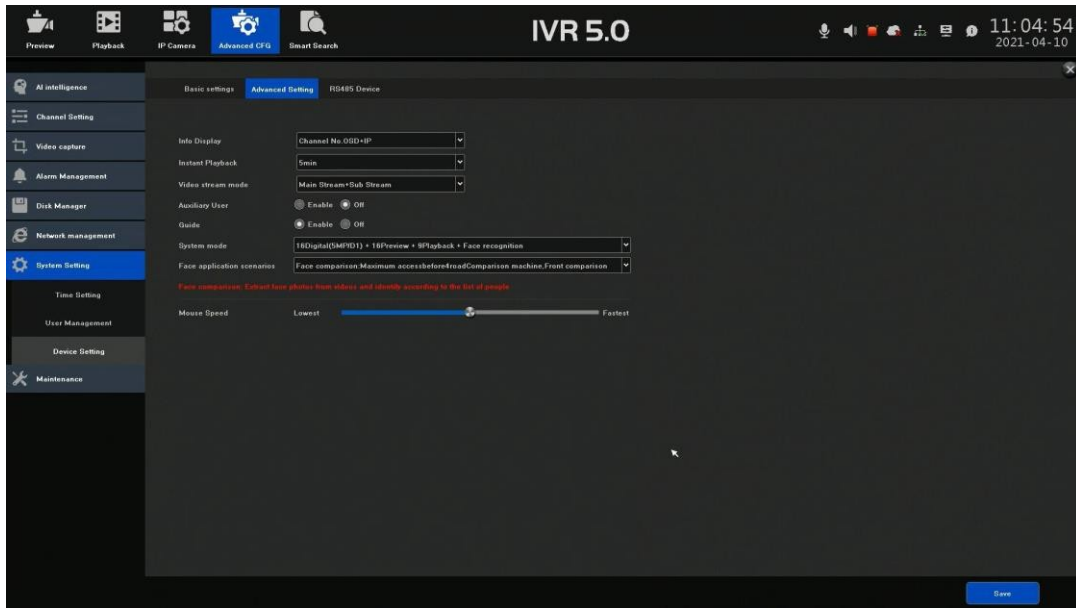 IVR 5.0
11:04:54
2021-04-10
Preview
Playback
IP Camera
Advanced CFG
Smart Search
AI intelligence
Channel Setting
Video capture
Alarm Management
Disk Manager
Network management
System Setting
Time Setting
User Management
Device Setting
Maintenance
Basic settings
Advanced Setting
RS485 Device
Info Display
Channel No.OSD+IP
Instant Playback
5min
Video stream mode
Main Stream+Sub Stream
Auxiliary User
Enable Off
Guide
Enable Off
System mode
16Digital(5MP/D1) + 16Preview + 9Playback + Face recognition
Face application scenarios
Face comparison:Maximum accessbefore4roadComparison machine,Front comparison
Face comparison: Extract face photos from videos and identify according to the list of people
Mouse Speed
Lowest
Fastest
Save